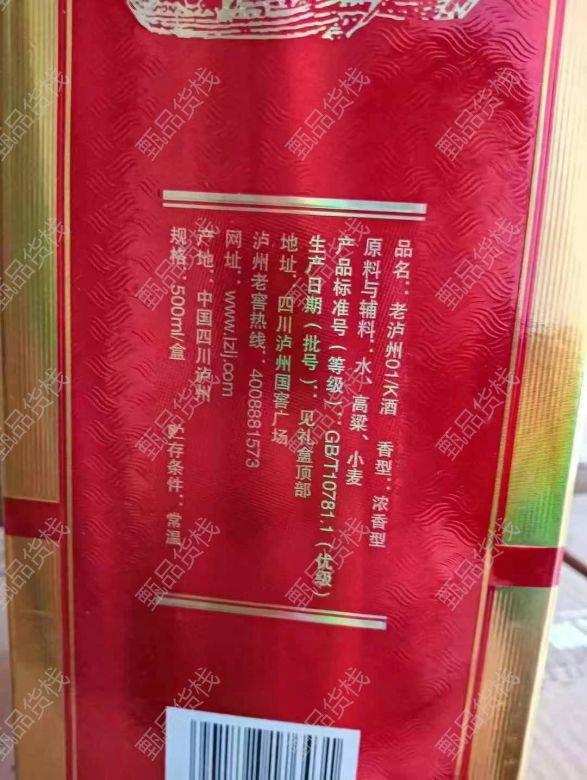 品名：老泸州01/K酒 香型：浓香型
原料与辅料：水、高粱、小麦
产品标准号（等级）：GB/T10781.1（优级）
生产日期（批号）：见礼盒顶部
地址：四川泸州国窖广场
泸州老窖热线：4008881573
网址：www.lzlj.com
产地：中国四川泸州
规格：500ml/盒 贮存条件：常温
甄品货栈